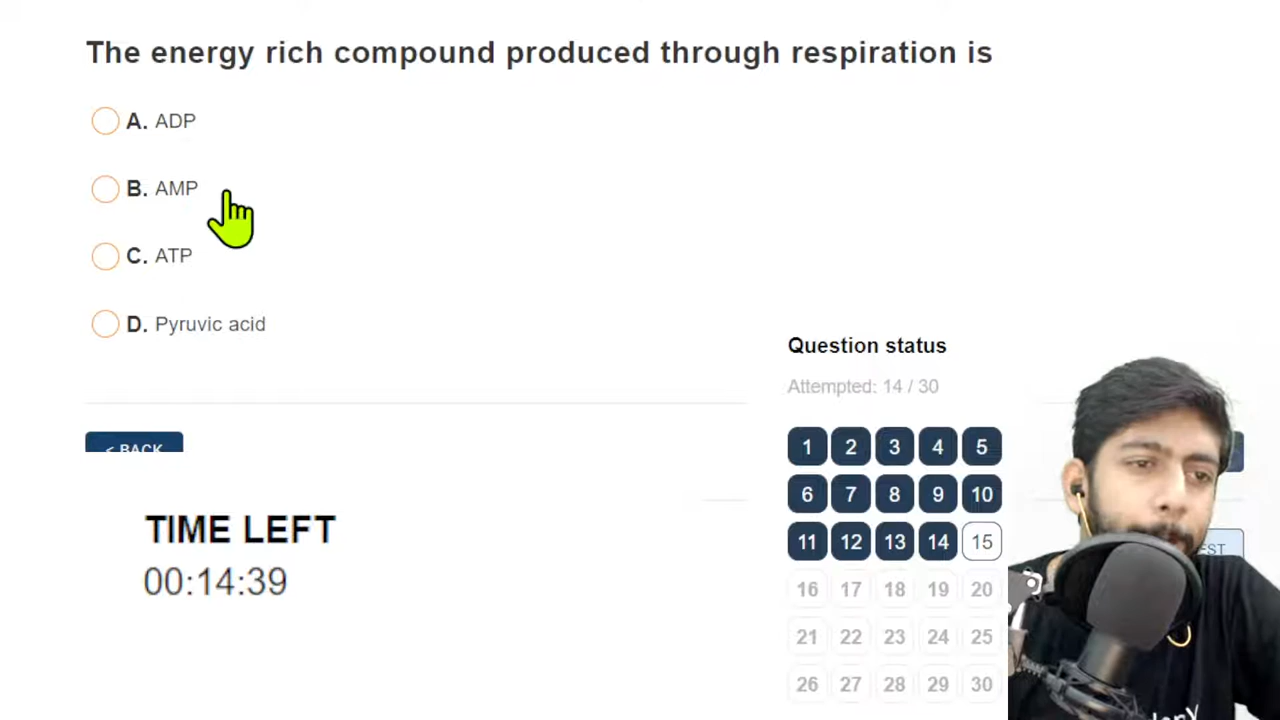 The energy rich compound produced through respiration is
A. ADP
B. AMP
C. ATP
D. Pyruvic acid
Question status
Attempted: 14 / 30
1 2 3 4 5
6 7 8 9 10
11 12 13 14 15
16 17 18 19 20
21 22 23 24 25
26 27 28 29 30
< BACK
TIME LEFT
00:14:39